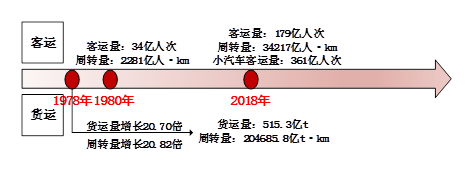 客运
客运量：34亿人次
周转量：2281亿人·km
客运量：179亿人次
周转量：34217亿人·km
小汽车客运量：361亿人次
1978年
1980年
2018年
货运
货运量增长20.70倍
周转量增长20.82倍
货运量：515.3亿t
周转量：204685.8亿t·km